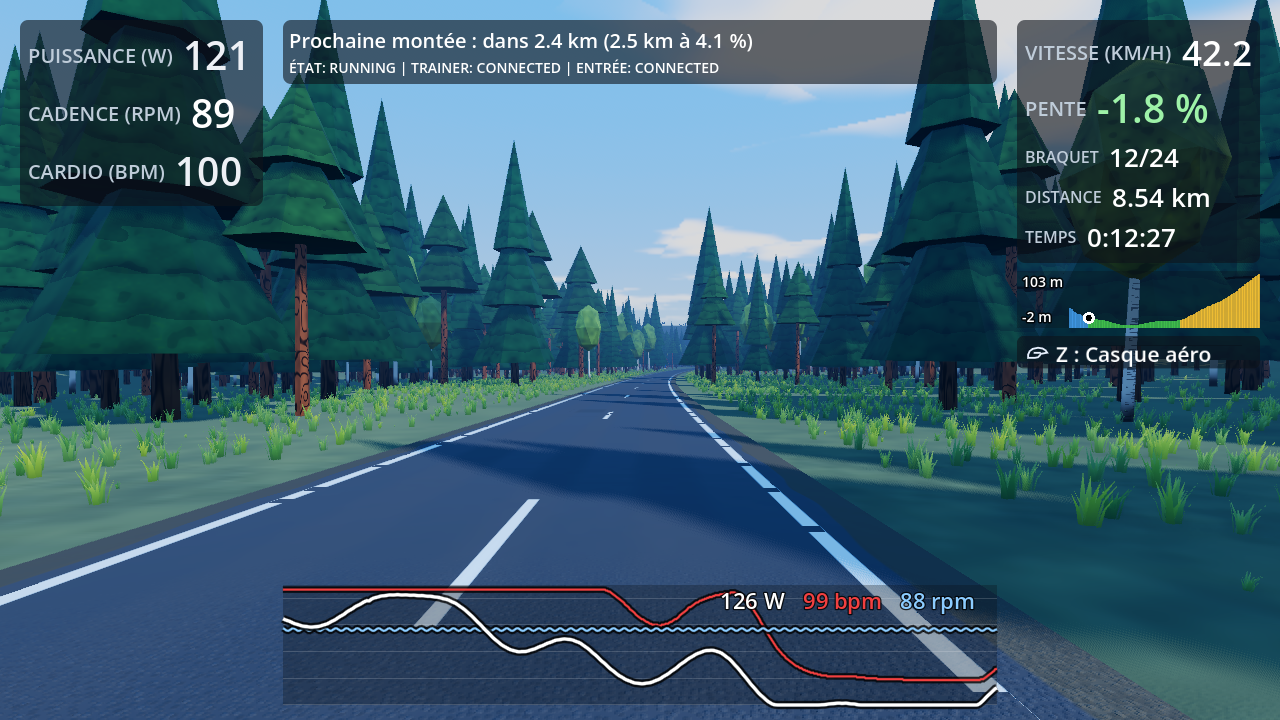 PUISSANCE (W) 121
CADENCE (RPM) 89
CARDIO (BPM) 100
Prochaine montée : dans 2.4 km (2.5 km à 4.1 %)
ÉTAT: RUNNING | TRAINER: CONNECTED | ENTRÉE: CONNECTED
VITESSE (KM/H) 42.2
PENTE -1.8 %
BRAQUET 12/24
DISTANCE 8.54 km
TEMPS 0:12:27
103 m
-2 m
Z : Casque aéro
126 W 99 bpm 88 rpm